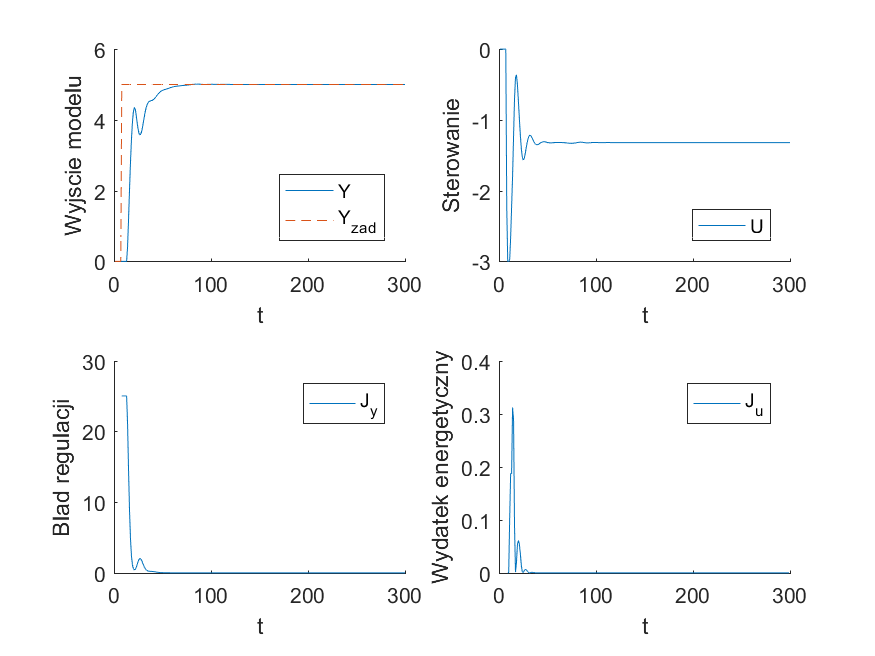 6
4
2
0
0
100
200
300
t
Wyjscie modelu
Y
Y_zad
0
-1
-2
-3
0
100
200
300
t
Sterowanie
U
30
20
10
0
0
100
200
300
t
Blad regulacji
J_y
0.4
0.3
0.2
0.1
0
0
100
200
300
t
Wydatek energetyczny
J_u